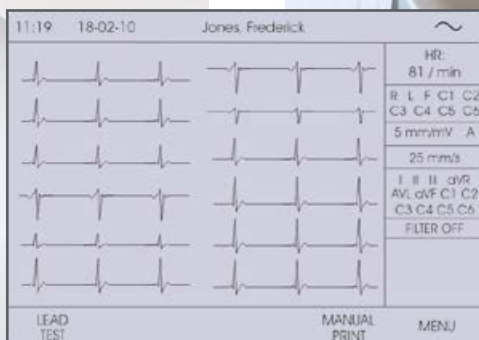 11:19 18-02-10 Jones, Frederick
HR:
81 / min
R L F C1 C2
C3 C4 C5 C6
5 mm/mV A
25 mm/s
I II III aVR
AVL aVF C1 C2
C3 C4 C5 C6
FILTER OFF
LEAD
TEST
MANUAL
PRINT
MENU